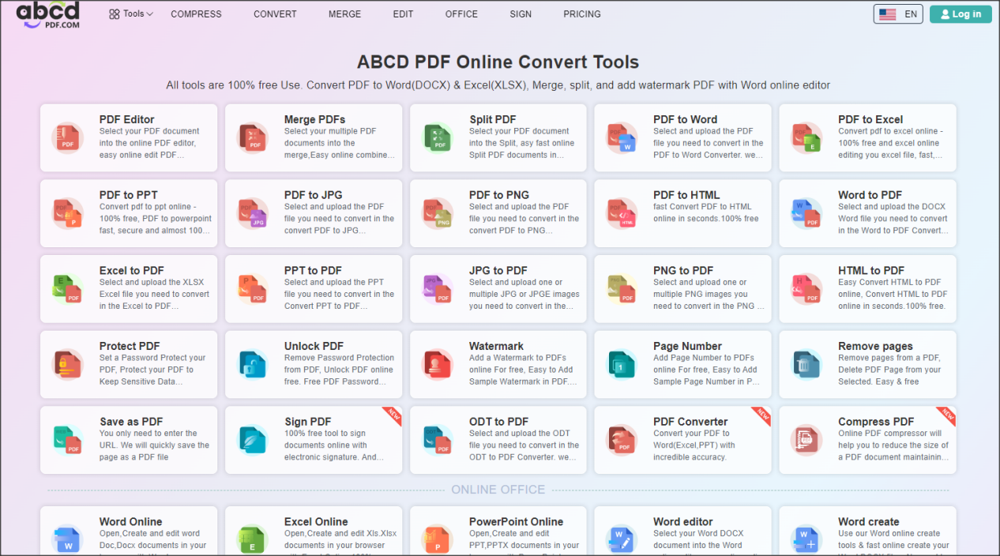 abcd
PDF.COM
Tools
COMPRESS
CONVERT
MERGE
EDIT
OFFICE
SIGN
PRICING
EN
Log in
ABCD PDF Online Convert Tools
All tools are 100% free Use. Convert PDF to Word(DOCX) & Excel(XLSX), Merge, split, and add watermark PDF with Word online editor
PDF Editor
Select your PDF document
into the online PDF editor,
easy online edit PDF…
Merge PDFs
Select your multiple PDF
documents into the
merge,Easy online combine…
Split PDF
Select your PDF document
into the Split, asy fast online
Split PDF documents in…
PDF to Word
Select and upload the PDF
file you need to convert in the
PDF to Word Converter. we…
PDF to Excel
Convert pdf to excel online -
100% free and excel online
editing you excel file, fast,…
PDF to PPT
Convert pdf to ppt online -
100% free, PDF to powerpoint
fast, secure and almost 100…
PDF to JPG
Select and upload the PDF
file you need to convert in the
convert PDF to JPG…
PDF to PNG
Select and upload the PDF
file you need to convert in the
convert PDF to PNG…
PDF to HTML
fast Convert PDF to HTML
online in seconds.100% free
Word to PDF
Select and upload the DOCX
Word file you need to convert
in the Word to PDF Convert…
Excel to PDF
Select and upload the XLSX
Excel file you need to convert
in the Excel to PDF…
PPT to PDF
Select and upload the PPT
file you need to convert in the
Convert PPT to PDF…
JPG to PDF
Select and upload one or
multiple JPG or JPGE images
you need to convert in the…
PNG to PDF
Select and upload one or
multiple PNG images you
need to convert in the PNG …
HTML to PDF
Easy Convert HTML to PDF
online, Convert HTML to PDF
online in seconds.100% free.
Protect PDF
Set a Password Protect your
PDF, Protect your PDF to
Keep Sensitive Data…
Unlock PDF
Remove Password Protection
from PDF, Unlock PDF online
free. Free PDF Password…
Watermark
Add a Watermark to PDFs
online For free, Easy to Add
Sample Watermark in PDF.…
Page Number
Add Page Number to PDFs
online For free, Easy to Add
Sample Page Number in P…
Remove pages
Remove pages from a PDF,
Delete PDF Page from your
Selected. Easy & free
Save as PDF
You only need to enter the
URL. We will quickly save the
page as a PDF file
Sign PDF
NEW
100% free tool to sign
documents online with
electronic signature. And…
ODT to PDF
Select and upload the ODT
file you need to convert in the
ODT to PDF Converter. we…
PDF Converter
NEW
Convert your PDF to
Word(Excel,PPT) with
incredible accuracy.
Compress PDF
NEW
Online PDF compressor will
help you to reduce the size of
a PDF document maintainin…
ONLINE OFFICE
Word Online
Open,Create and edit word
Doc,Docx documents in your
Excel Online
Open,Create and edit Xls.Xlsx
documents in your browser
PowerPoint Online
Open,Create and edit
PPT,PPTX documents in your
Word editor
Select your Word DOCX
document into the Word
Word create
Use our Word online create
tools & fast online create your